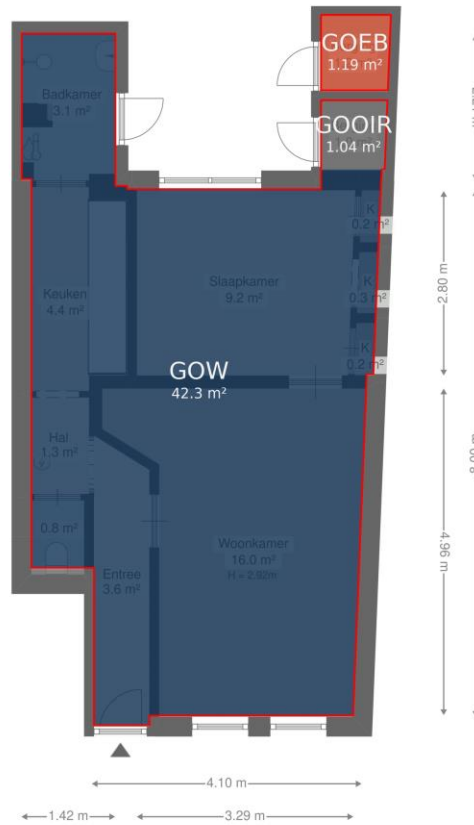 GOEB
1.19 m²
GOOIR
1.04 m²
Badkamer
3.1 m²
K
0.2 m²
Keuken
4.4 m²
Slaapkamer
9.2 m²
K
0.3 m²
K
0.2 m²
2.80 m
GOW
42.3 m²
Hal
1.3 m²
0.8 m²
Entree
3.6 m²
Woonkamer
16.0 m²
H = 2.92m
4.96 m
4.10 m
1.42 m
3.29 m